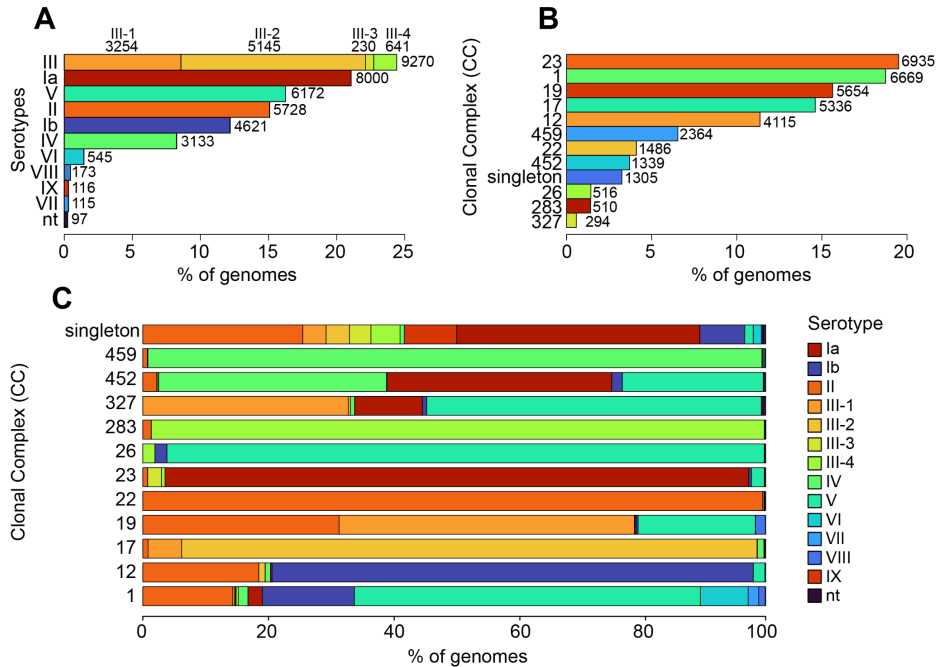 A
III-1 III-2 III-3 III-4
3254 5145 230 641
III 9270
Ia 8000
V 6172
II 5728
Ib 4621
IV 3133
VI 545
VIII 173
IX 116
VII 115
nt 97
Serotypes
0 5 10 15 20 25
% of genomes
B
23 6935
1 6669
19 5654
17 5336
12 4115
459 2364
22 1486
452 1339
singleton 1305
26 516
283 510
327 294
Clonal Complex (CC)
0 5 10 15 20
% of genomes
C
singleton
459
452
327
283
26
23
22
19
17
12
1
Clonal Complex (CC)
0 20 40 60 80 100
% of genomes
Serotype
Ia
Ib
II
III-1
III-2
III-3
III-4
IV
V
VI
VII
VIII
IX
nt